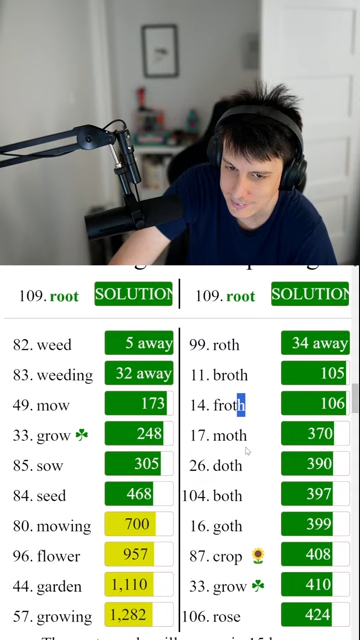 109. root SOLUTION
82. weed 5 away
83. weeding 32 away
49. mow 173
33. grow ☘ 248
85. sow 305
84. seed 468
80. mowing 700
96. flower 957
44. garden 1,110
57. growing 1,282
109. root SOLUTION
99. roth 34 away
11. broth 105
14. froth 106
17. moth 370
26. doth 390
104. both 397
16. goth 399
87. crop 🌻 408
33. grow ☘ 410
106. rose 424